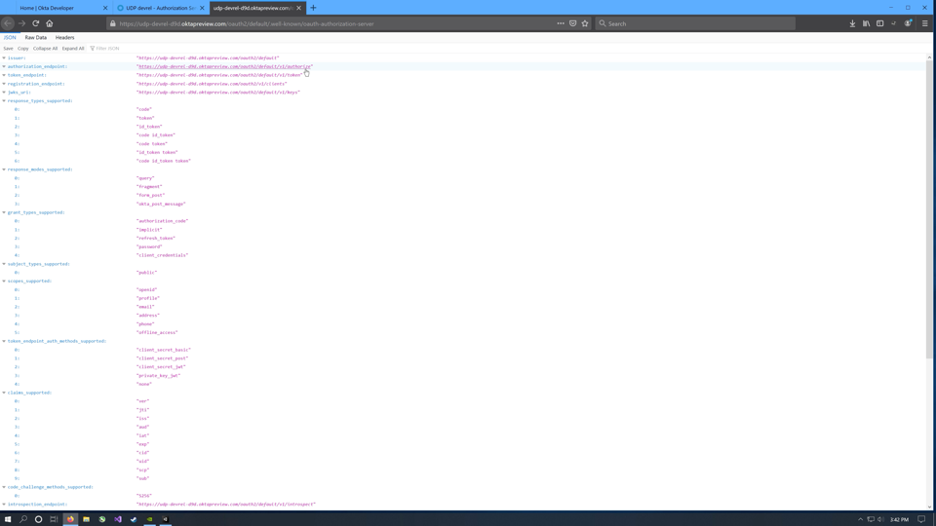 Home | Okta Developer
UDP devrel - Authorization Serv
udp-devrel-d9d.oktapreview.com/o
https://udp-devrel-d9d.oktapreview.com/oauth2/default/.well-known/oauth-authorization-server
Search
JSON
Raw Data
Headers
Save
Copy
Collapse All
Expand All
Filter JSON
issuer: "https://udp-devrel-d9d.oktapreview.com/oauth2/default"
authorization_endpoint: "https://udp-devrel-d9d.oktapreview.com/oauth2/default/v1/authorize"
token_endpoint: "https://udp-devrel-d9d.oktapreview.com/oauth2/default/v1/token"
registration_endpoint: "https://udp-devrel-d9d.oktapreview.com/oauth2/v1/clients"
jwks_uri: "https://udp-devrel-d9d.oktapreview.com/oauth2/default/v1/keys"
response_types_supported:
0: "code"
1: "token"
2: "id_token"
3: "code id_token"
4: "code token"
5: "id_token token"
6: "code id_token token"
response_modes_supported:
0: "query"
1: "fragment"
2: "form_post"
3: "okta_post_message"
grant_types_supported:
0: "authorization_code"
1: "implicit"
2: "refresh_token"
3: "password"
4: "client_credentials"
subject_types_supported:
0: "public"
scopes_supported:
0: "openid"
1: "profile"
2: "email"
3: "address"
4: "phone"
5: "offline_access"
token_endpoint_auth_methods_supported:
0: "client_secret_basic"
1: "client_secret_post"
2: "client_secret_jwt"
3: "private_key_jwt"
4: "none"
claims_supported:
0: "ver"
1: "jti"
2: "iss"
3: "aud"
4: "iat"
5: "exp"
6: "cid"
7: "uid"
8: "scp"
9: "sub"
code_challenge_methods_supported:
0: "S256"
introspection_endpoint: "https://udp-devrel-d9d.oktapreview.com/oauth2/default/v1/introspect"
3:42 PM